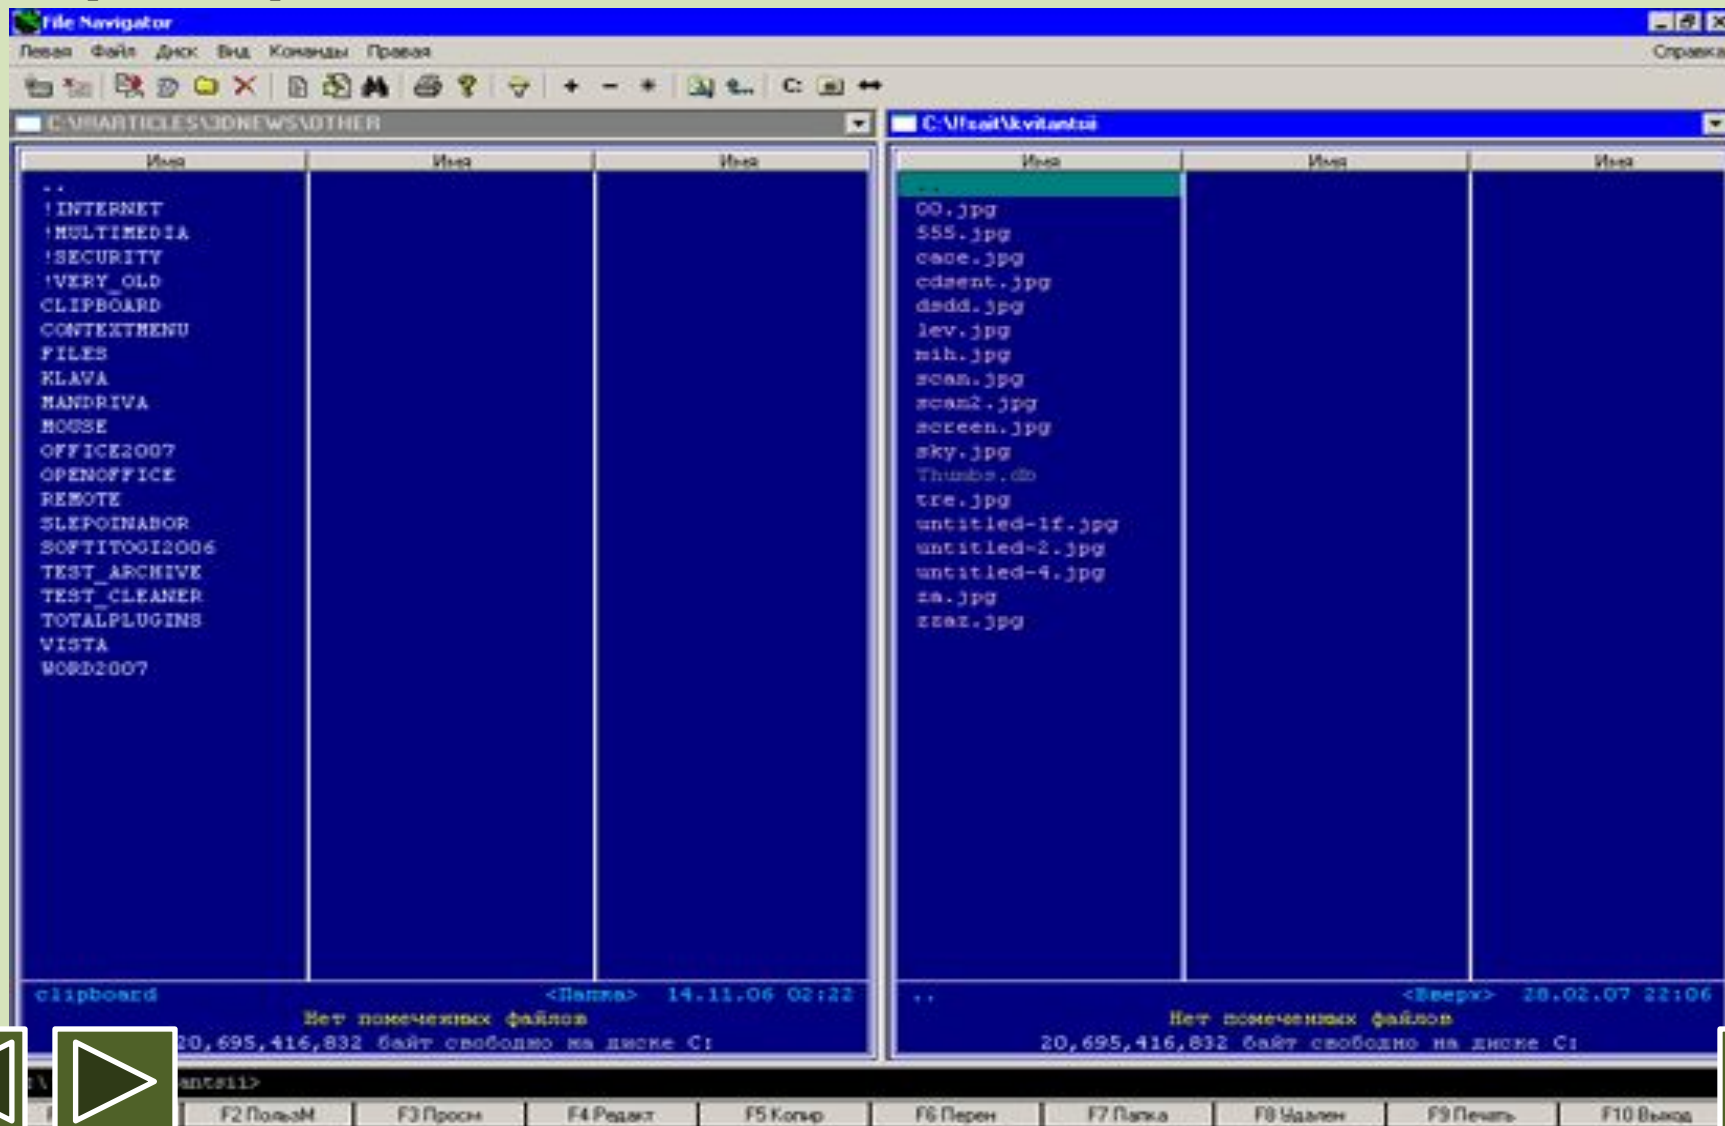 File Navigator
Левая Файл Диск Вид Команды Правая Справка
C:
C:\!!!ARTICLES\3DNEWS\OTHER
Имя Имя Имя
..
!INTERNET
!MULTIMEDIA
!SECURITY
!VERY_OLD
CLIPBOARD
CONTEXTMENU
FILES
KLAVA
MANDRIVA
MOUSE
OFFICE2007
OPENOFFICE
REMOTE
SLEPOINABOR
SOFTITOGI2006
TEST_ARCHIVE
TEST_CLEANER
TOTALPLUGINS
VISTA
WORD2007
clipboard <Папка> 14.11.06 02:22
Нет помеченных файлов
20,695,416,832 байт свободно на диске C:
C:\!!sait\kvitantsii
Имя Имя Имя
..
00.jpg
555.jpg
cdsent.jpg
dsdd.jpg
lev.jpg
mih.jpg
scan.jpg
scan2.jpg
screen.jpg
sky.jpg
Thumbs.db
tre.jpg
untitled-1f.jpg
untitled-2.jpg
untitled-4.jpg
za.jpg
.. <Вверх> 28.02.07 22:06
Нет помеченных файлов
20,695,416,832 байт свободно на диске C:
antsii>
F2 ПользМ F3 Просм F4 Редакт F5 Копир F6 Перен F7 Папка F8 Удален F9 Печать F10 Выход